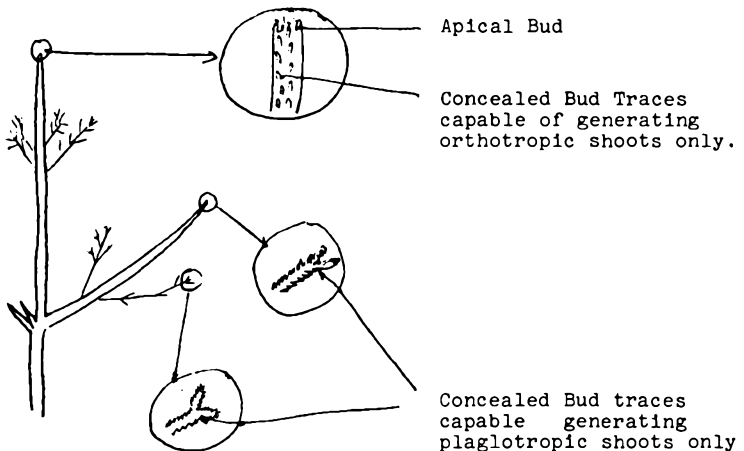 Apical Bud
Concealed Bud Traces
capable of generating
orthotropic shoots only.
Concealed Bud traces
capable generating
plaglotropic shoots only